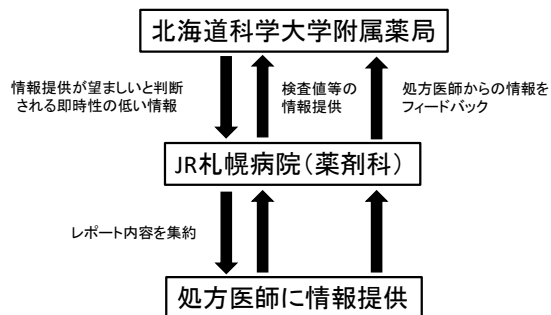 北海道科学大学附属薬局
情報提供が望ましいと判断
される即時性の低い情報
検査値等の
情報提供
処方医師からの情報を
フィードバック
JR札幌病院(薬剤科)
レポート内容を集約
処方医師に情報提供